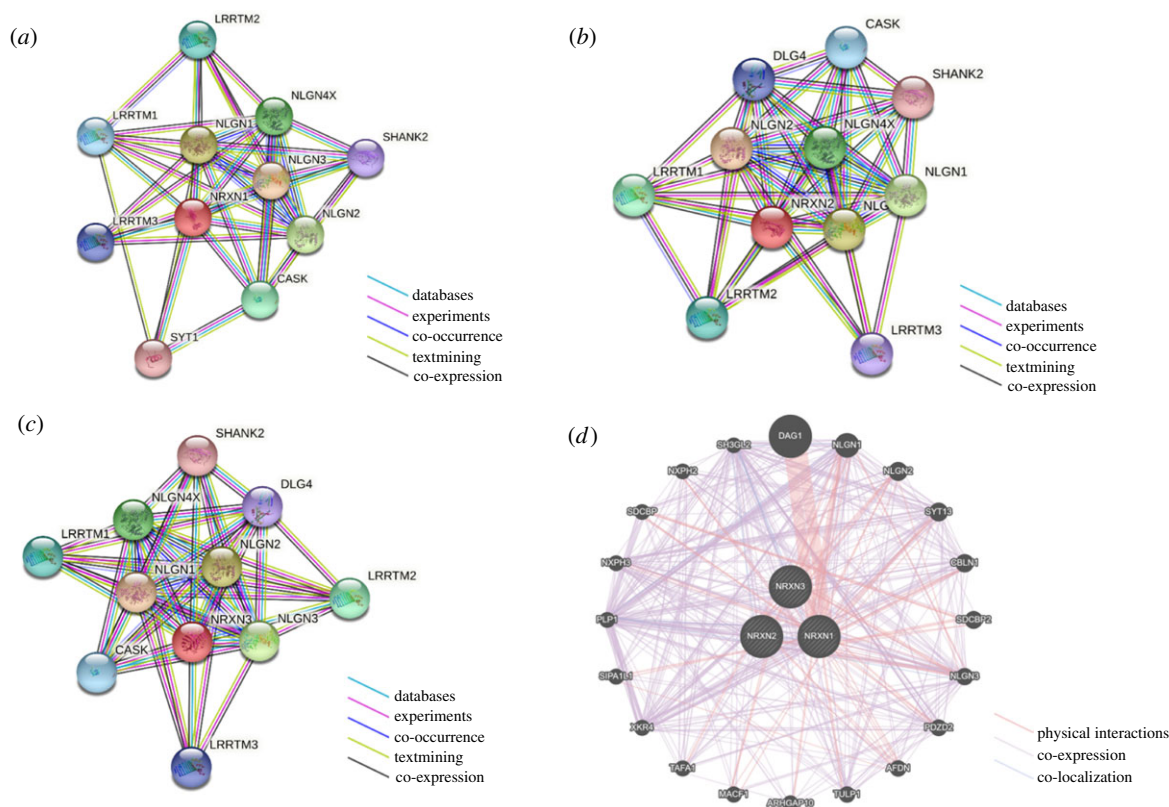 (a)
LRRTM2
NLGN4X
LRRTM1
NLGN1
SHANK2
NLGN3
NRXN1
LRRTM3
NLGN2
CASK
SYT1
databases
experiments
co-occurrence
textmining
co-expression
(b)
CASK
DLG4
SHANK2
NLGN2
NLGN4X
NLGN1
LRRTM1
NRXN2
LRRTM2
LRRTM3
databases
experiments
co-occurrence
textmining
co-expression
(c)
SHANK2
DLG4
NLGN4X
LRRTM1
NLGN2
NLGN1
LRRTM2
NRXN3
NLGN3
CASK
LRRTM3
databases
experiments
co-occurrence
textmining
co-expression
(d)
DAG1
SH3GL2
NLGN1
NXPH2
NLGN2
SDCBP
SYT13
NXPH3
CBLN1
NRXN3
PLP1
SDCBP2
NRXN2
NRXN1
SIPA1L1
NLGN3
XKR4
PDZD2
TAFA1
AFDN
MACF1
TULP1
ARHGAP10
physical interactions
co-expression
co-localization